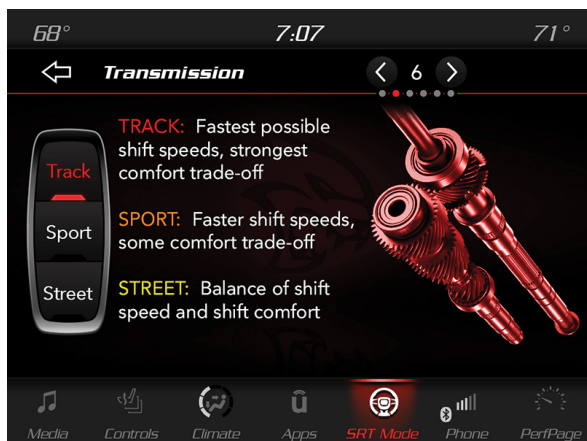 68° 7:07 71°
Transmission 6
TRACK: Fastest possible
shift speeds, strongest
comfort trade-off
Track
SPORT: Faster shift speeds,
some comfort trade-off
Sport
STREET: Balance of shift
speed and shift comfort
Street
Media Controls Climate Apps SRT Mode Phone PerfPage